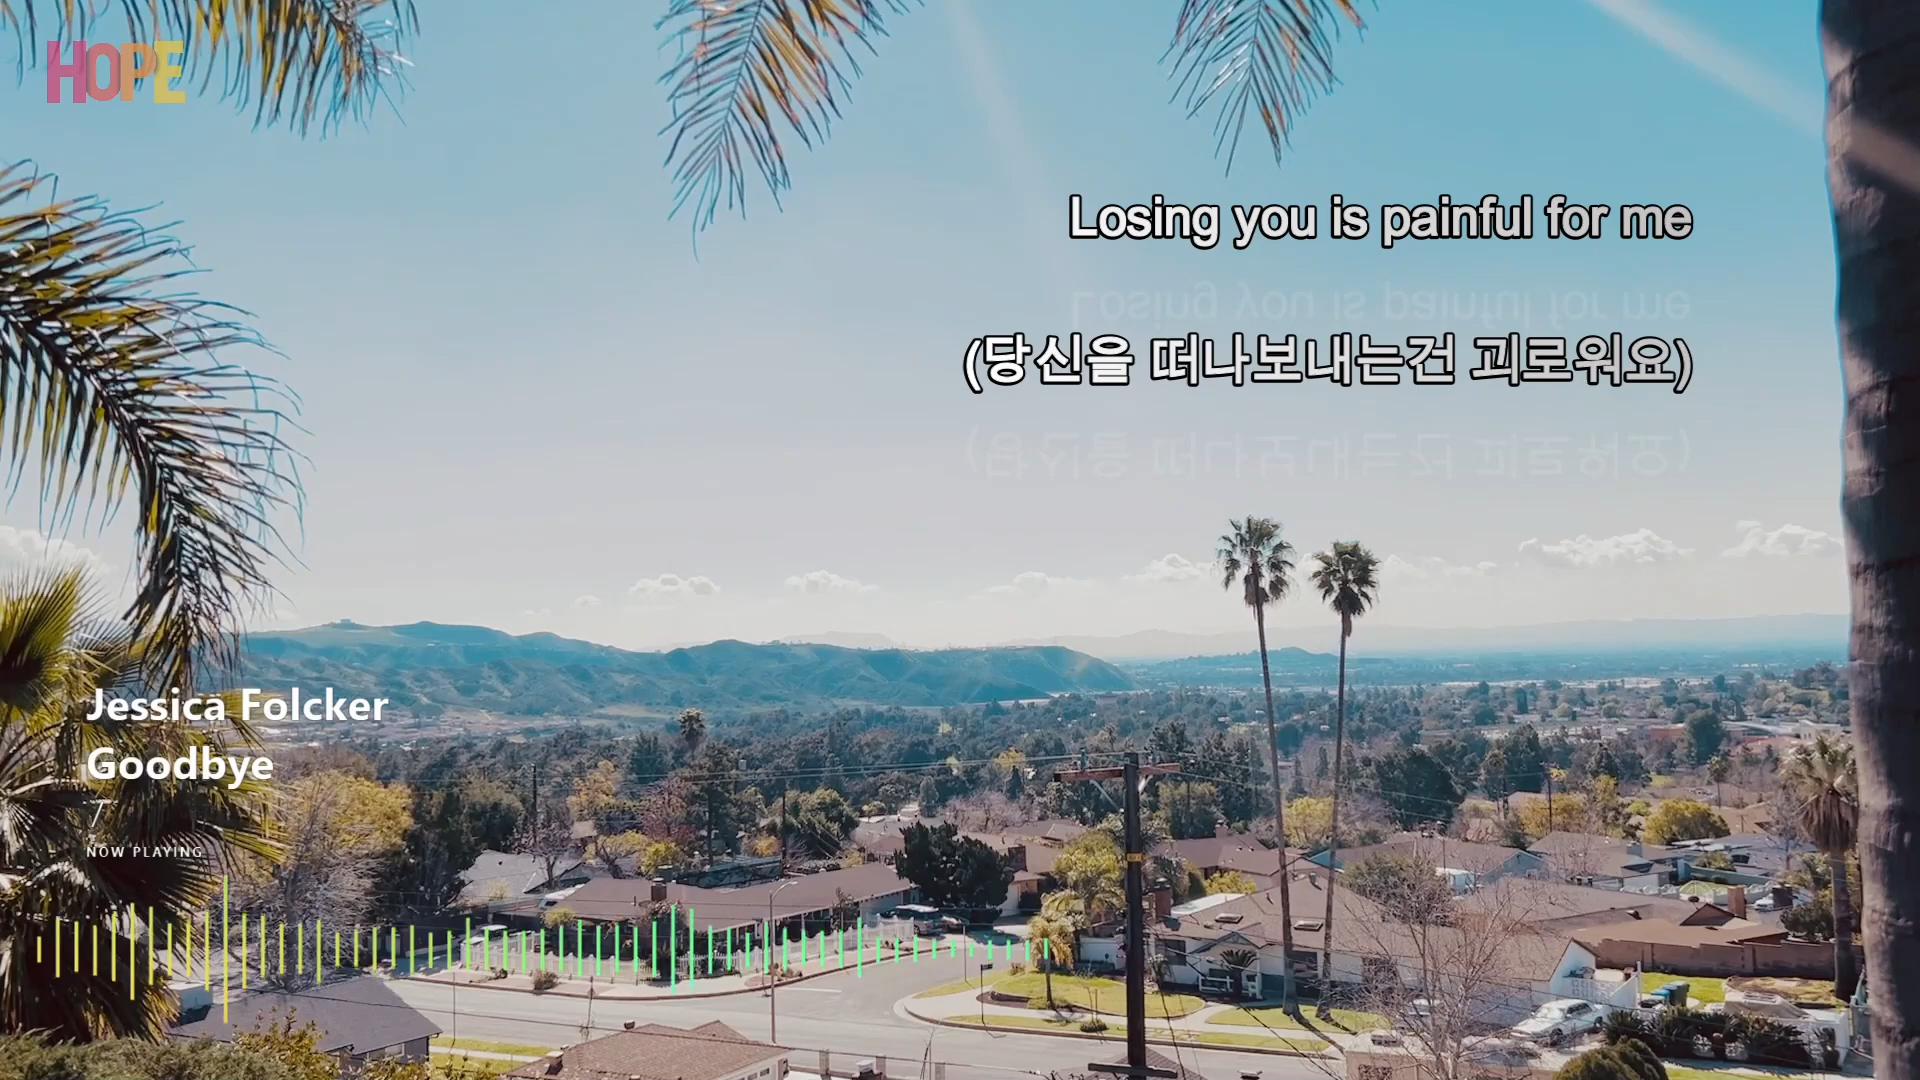 HOPE
Losing you is painful for me
(당신을 떠나보내는건 괴로워요)
Jessica Folcker
Goodbye
7
NOW PLAYING